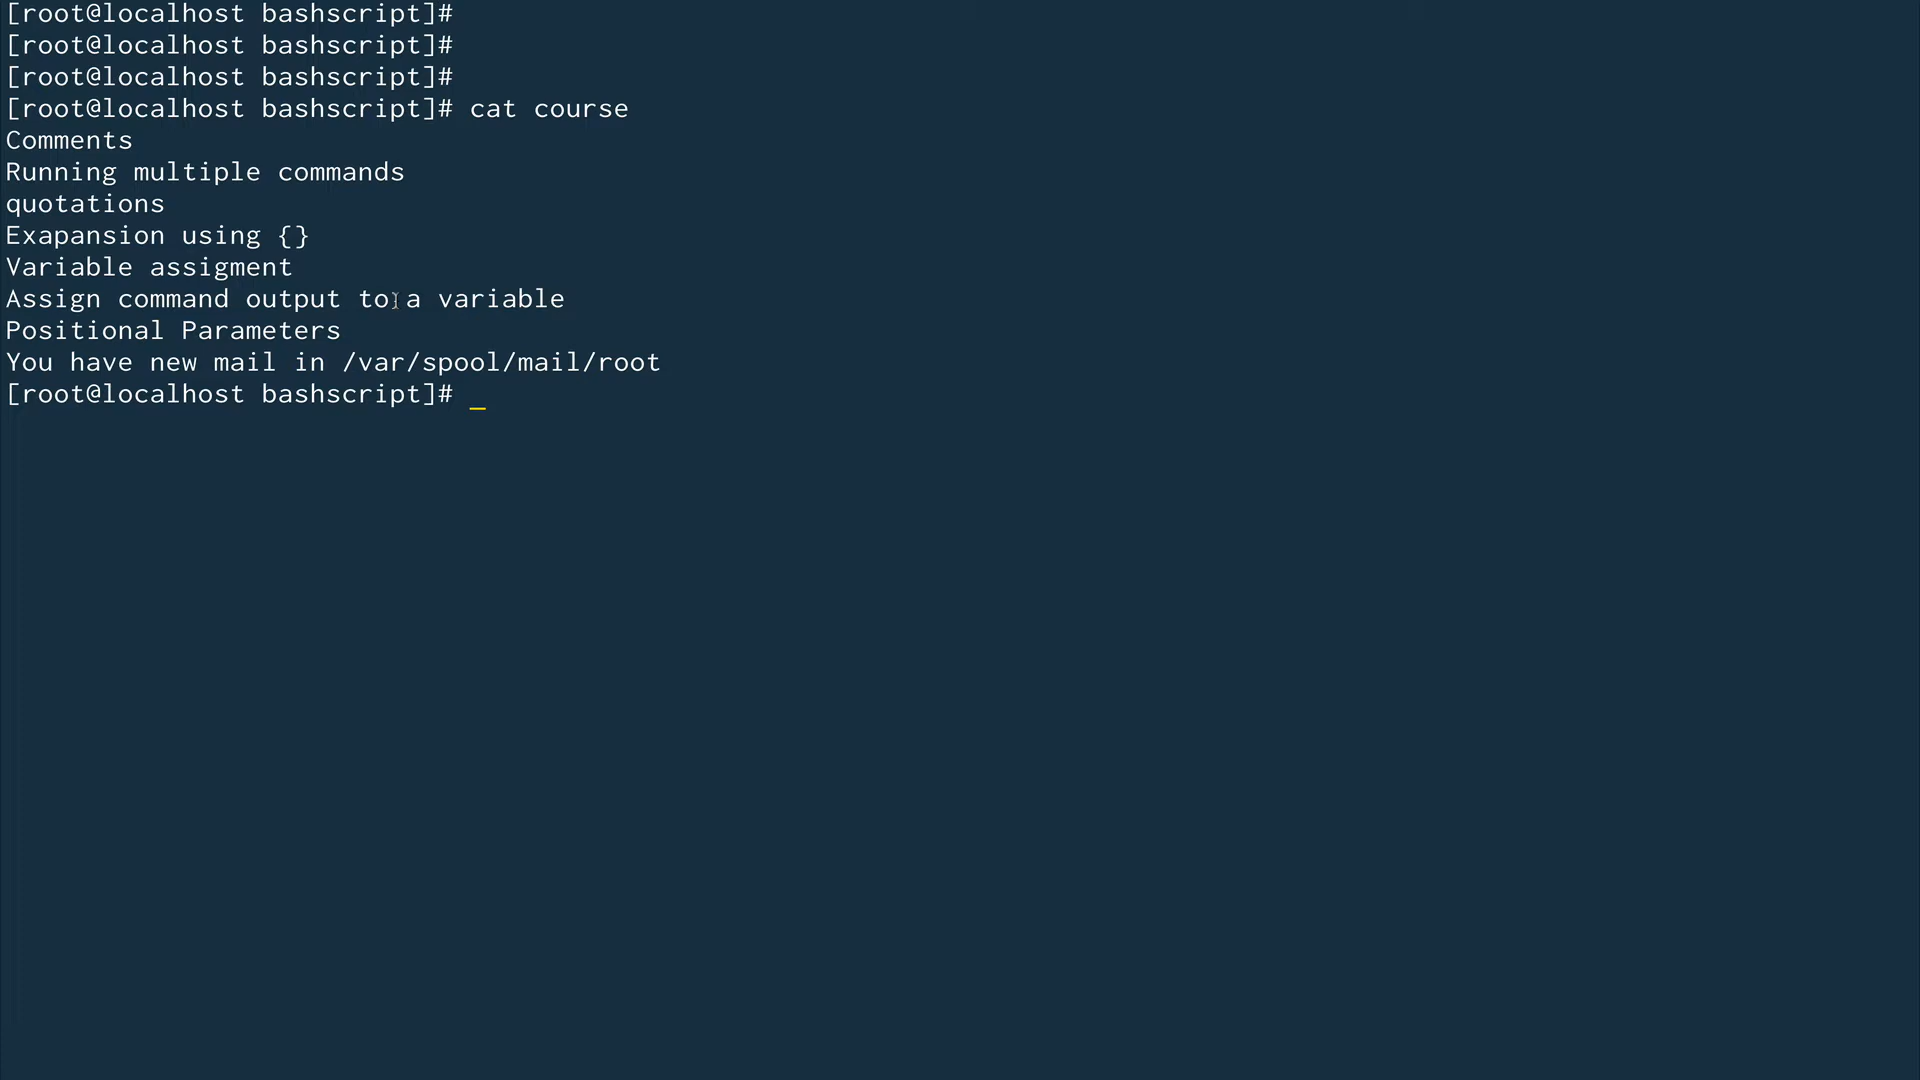 [root@localhost bashscript]#
[root@localhost bashscript]#
[root@localhost bashscript]#
[root@localhost bashscript]# cat course
Comments
Running multiple commands
quotations
Exapansion using {}
Variable assigment
Assign command output to a variable
Positional Parameters
You have new mail in /var/spool/mail/root
[root@localhost bashscript]# _